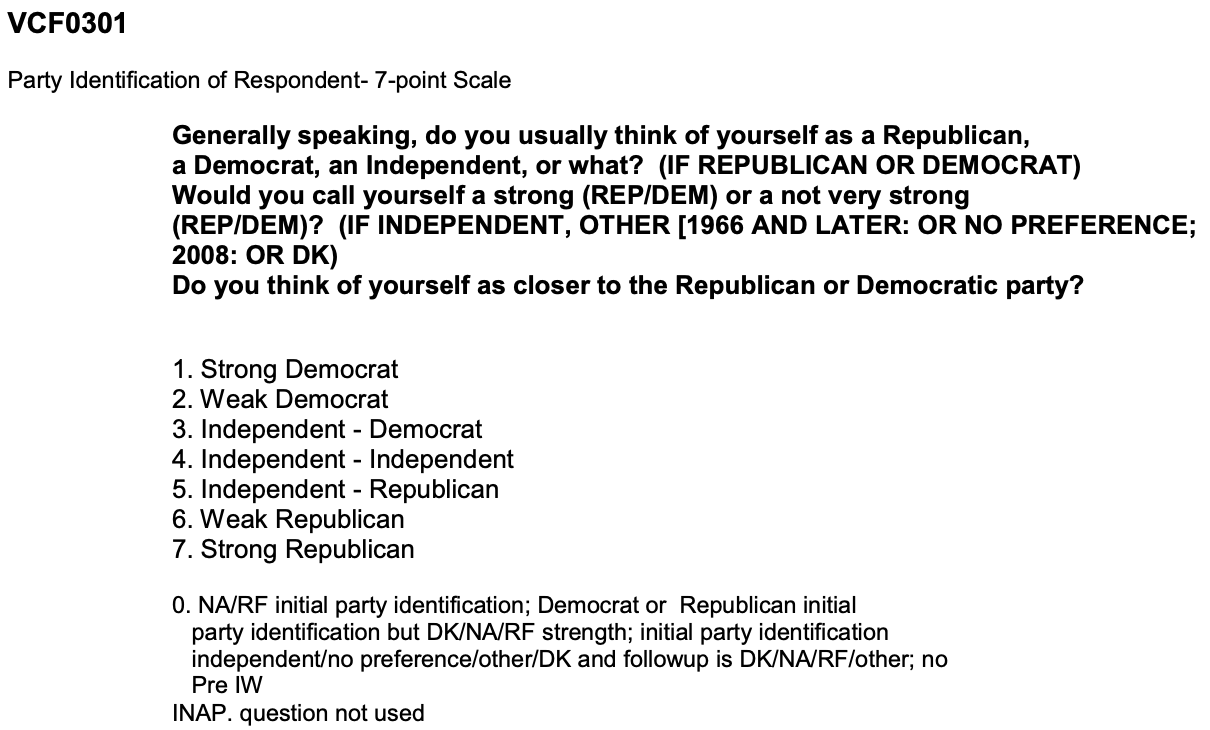 VCF0301
Party Identification of Respondent- 7-point Scale
Generally speaking, do you usually think of yourself as a Republican,
a Democrat, an Independent, or what?  (IF REPUBLICAN OR DEMOCRAT)
Would you call yourself a strong (REP/DEM) or a not very strong
(REP/DEM)?  (IF INDEPENDENT, OTHER [1966 AND LATER: OR NO PREFERENCE;
2008: OR DK)
Do you think of yourself as closer to the Republican or Democratic party?
1. Strong Democrat
2. Weak Democrat
3. Independent - Democrat
4. Independent - Independent
5. Independent - Republican
6. Weak Republican
7. Strong Republican
0. NA/RF initial party identification; Democrat or  Republican initial
party identification but DK/NA/RF strength; initial party identification
independent/no preference/other/DK and followup is DK/NA/RF/other; no
Pre IW
INAP. question not used